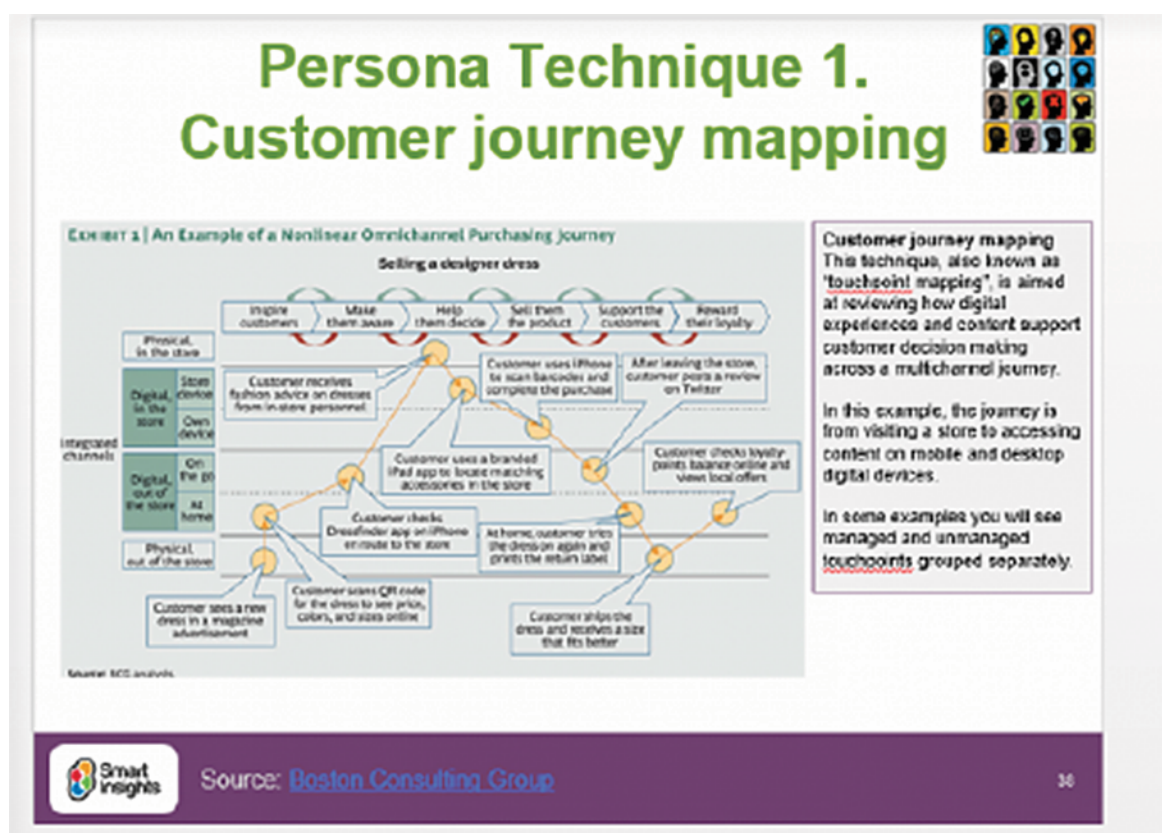 Persona Technique 1.
Customer journey mapping
EXHIBIT 1 | An Example of a Nonlinear Omnichannel Purchasing Journey
Selling a designer dress
Inspire
customers
Make
them aware
Help
them decide
Sell them
the product
Support the
customers
Reward
their loyalty
Physical,
in the store
Digital,
in the
store
Store
device
Own
device
Integrated
channels
Digital,
out of
the store
On
the go
At
home
Physical,
out of the store
Customer receives
fashion advice on dresses
from in-store personnel
Customer uses iPhone
to scan barcodes and
complete the purchase
After leaving the store,
customer posts a review
on Twitter
Customer uses a branded
iPad app to locate matching
accessories in the store
Customer checks loyalty-
points balance online and
views local offers
Customer checks
Dressfinder app on iPhone
en route to the store
At home, customer tries
the dress on again and
prints the return label
Customer sees a new
dress in a magazine
advertisement
Customer scans QR code
for the dress to see price,
colors, and sizes online
Customer ships the
dress and receives a size
that fits better
Source: BCG analysis
Customer journey mapping
This technique, also known as
"touchpoint mapping", is aimed
at reviewing how digital
experiences and content support
customer decision making
across a multichannel journey.
In this example, the journey is
from visiting a store to accessing
content on mobile and desktop
digital devices.
In some examples you will see
managed and unmanaged
touchpoints grouped separately.
Smart
Insights
Source: Boston Consulting Group
38